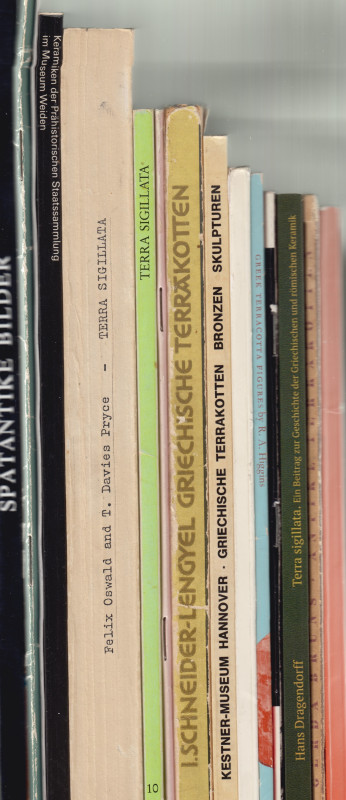 SPÄTANTIKE BILDER
Keramiken der Prähistorischen Staatssammlung
im Museum Weiden
Felix Oswald and T. Davies Pryce - TERRA SIGILLATA
TERRA SIGILLATA
10
I. SCHNEIDER-LENGYEL GRIECHISCHE TERRAKOTTEN
KESTNER-MUSEUM HANNOVER · GRIECHISCHE TERRAKOTTEN BRONZEN SKULPTUREN
GREEK TERRACOTTA FIGURES by R. A. Higgins
Hans Dragendorff Terra sigillata. Ein Beitrag zur Geschichte der Griechischen und römischen Keramik
GERDA BRUNS